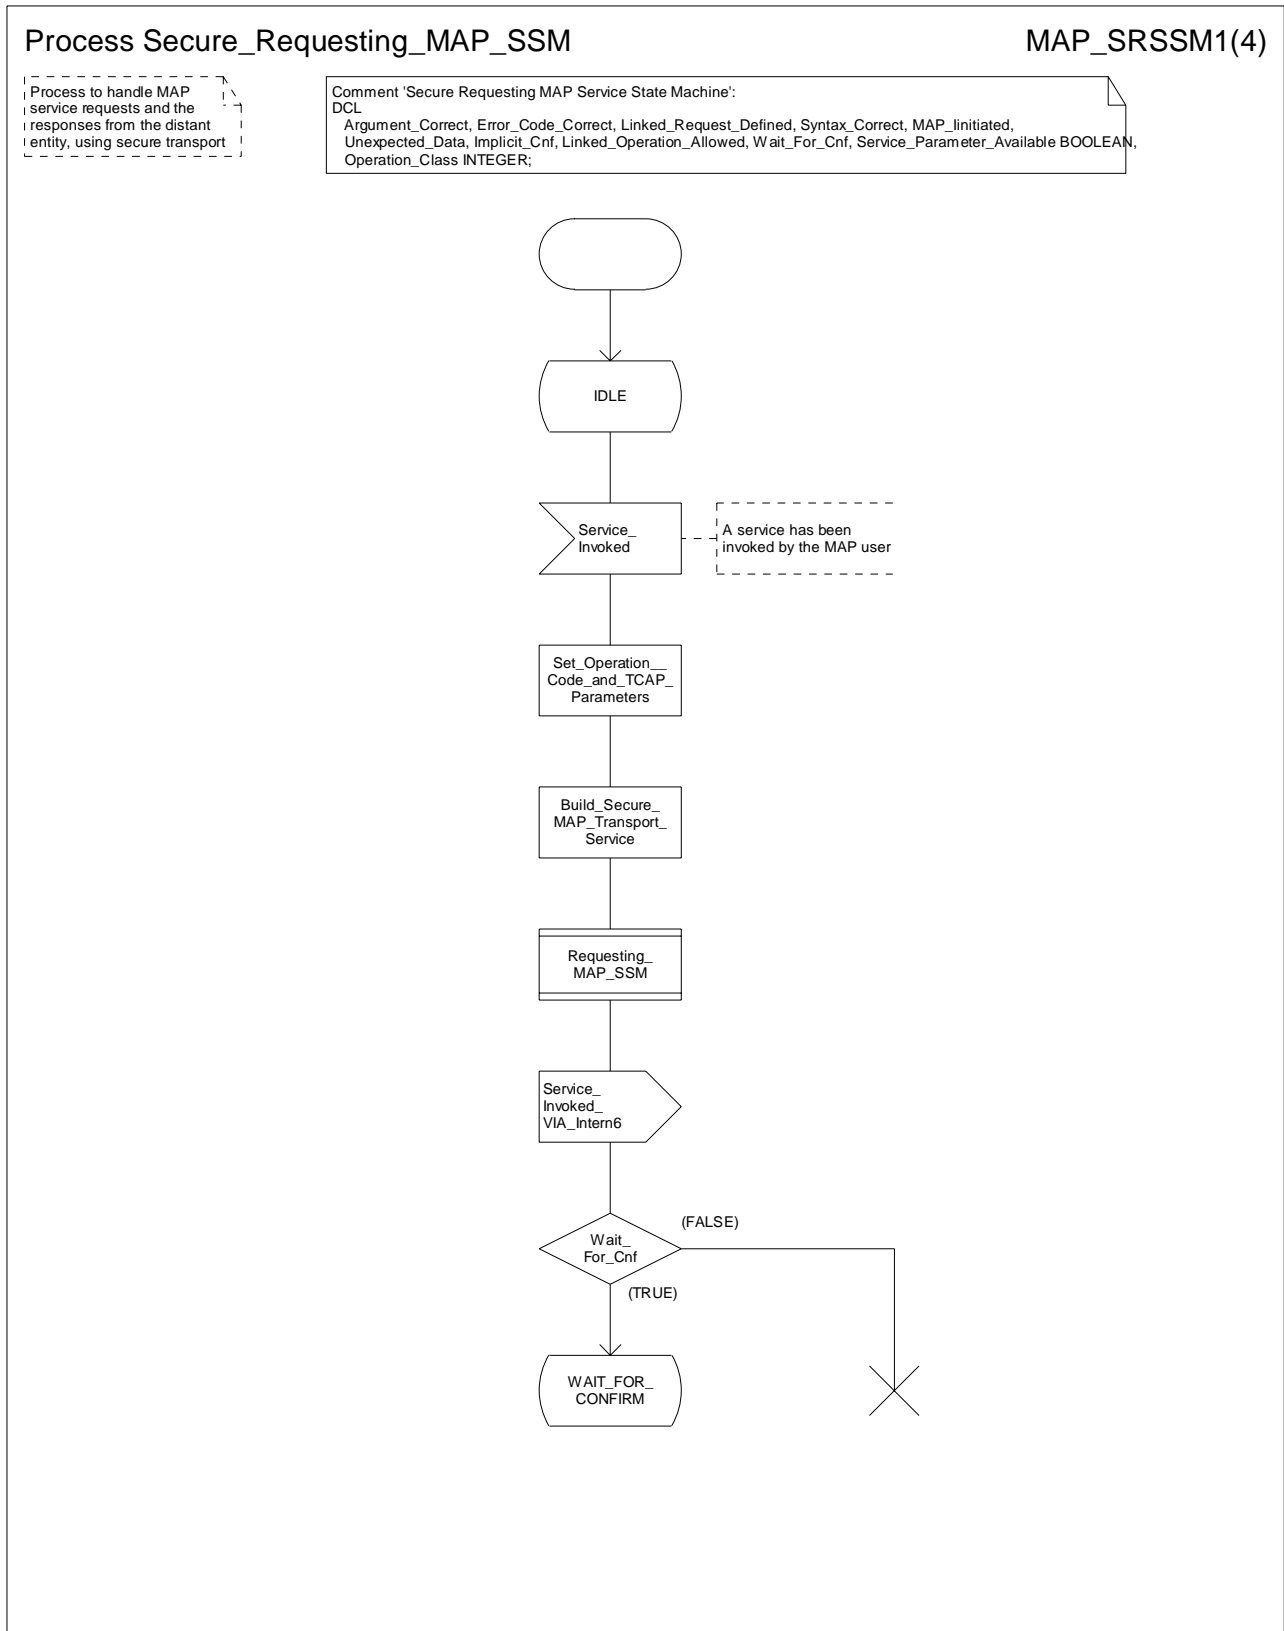 Process Secure_Requesting_MAP_SSM
MAP_SRSSM1(4)
Process to handle MAP
service requests and the
responses from the distant
entity, using secure transport
Comment 'Secure Requesting MAP Service State Machine':
DCL
Argument_Correct, Error_Code_Correct, Linked_Request_Defined, Syntax_Correct, MAP_Iinitiated,
Unexpected_Data, Implicit_Cnf, Linked_Operation_Allowed, Wait_For_Cnf, Service_Parameter_Available BOOLEAN,
Operation_Class INTEGER;
IDLE
Service_
Invoked
A service has been
invoked by the MAP user
Set_Operation__
Code_and_TCAP_
Parameters
Build_Secure_
MAP_Transport_
Service
Requesting_
MAP_SSM
Service_
Invoked_
VIA_Intern6
Wait_
For_Cnf
(FALSE)
(TRUE)
WAIT_FOR_
CONFIRM